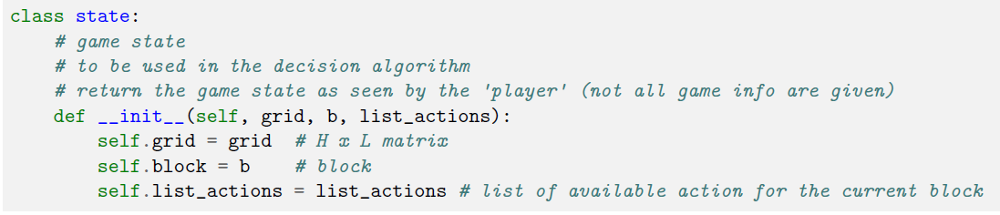 class state:
    # game state
    # to be used in the decision algorithm
    # return the game state as seen by the 'player' (not all game info are given)
    def __init__(self, grid, b, list_actions):
        self.grid = grid  # H x L matrix
        self.block = b    # block
        self.list_actions = list_actions # list of available action for the current block